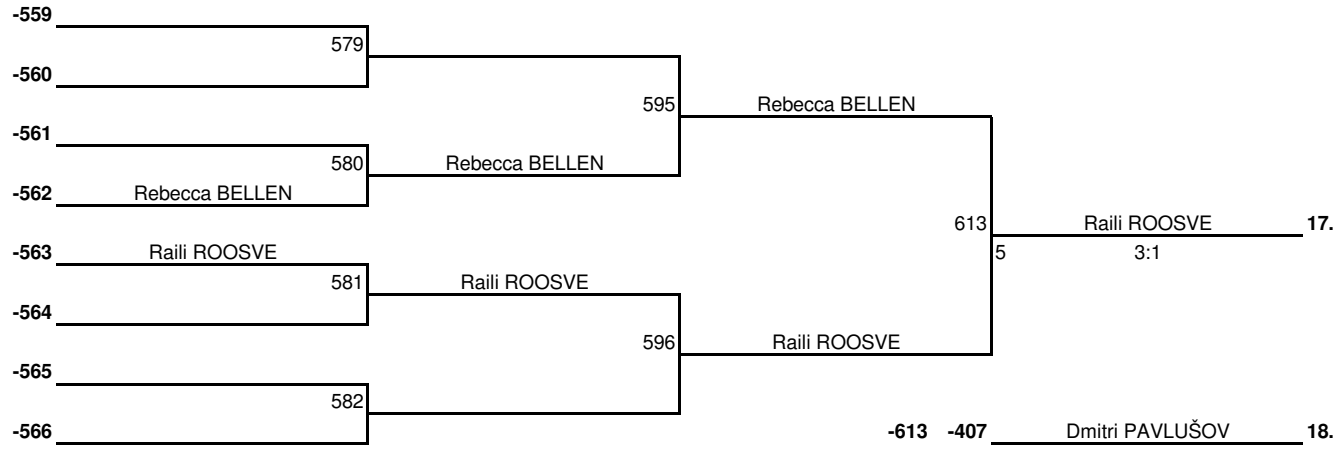 -559
579
-560
595 Rebecca BELLEN
-561
580 Rebecca BELLEN
-562 Rebecca BELLEN
613 Raili ROOSVE 17.
-563 Raili ROOSVE
5 3:1
581 Raili ROOSVE
-564
596 Raili ROOSVE
-565
582
-566
-613 -407 Dmitri PAVLUŠOV 18.